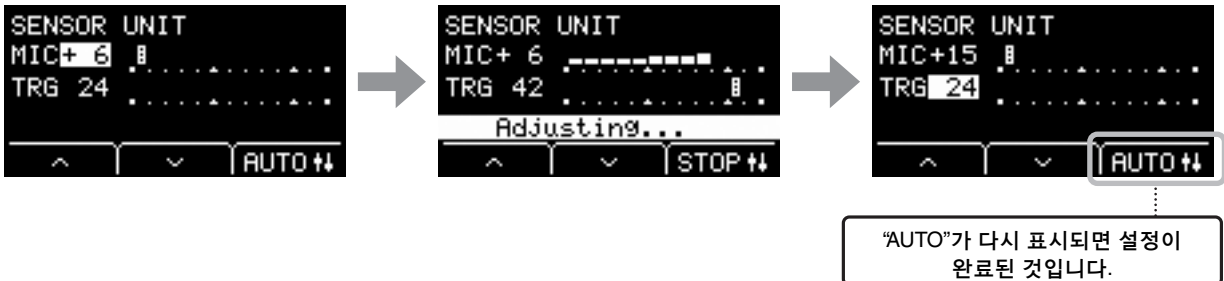 SENSOR UNIT
MIC+ 6
TRG 24
AUTO
SENSOR UNIT
MIC+ 6
TRG 42
Adjusting...
STOP
SENSOR UNIT
MIC+15
TRG 24
AUTO
“AUTO”가 다시 표시되면 설정이
완료된 것입니다.